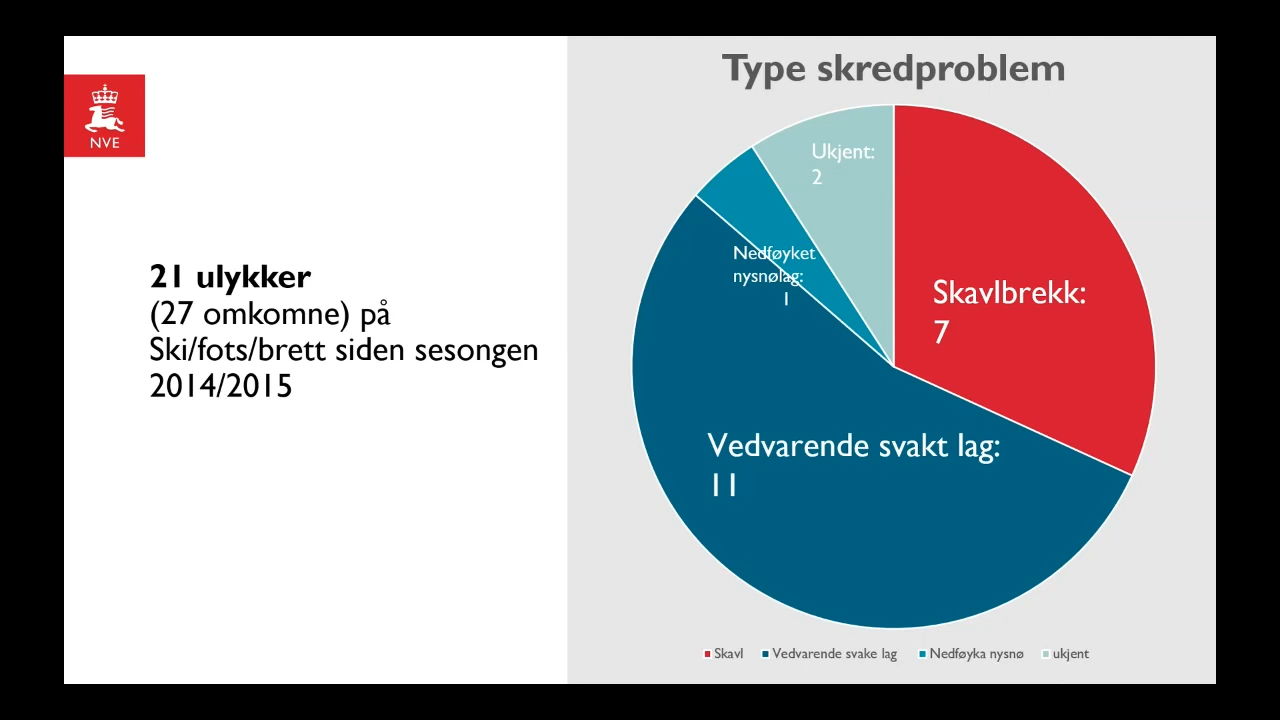 NVE
21 ulykker
(27 omkomne) på
Ski/fots/brett siden sesongen
2014/2015
Type skredproblem
Ukjent:
2
Nedføyket
nysnølag:
1
Skavlbrekk:
7
Vedvarende svakt lag:
11
Skavl
Vedvarende svake lag
Nedføyka nysnø
ukjent